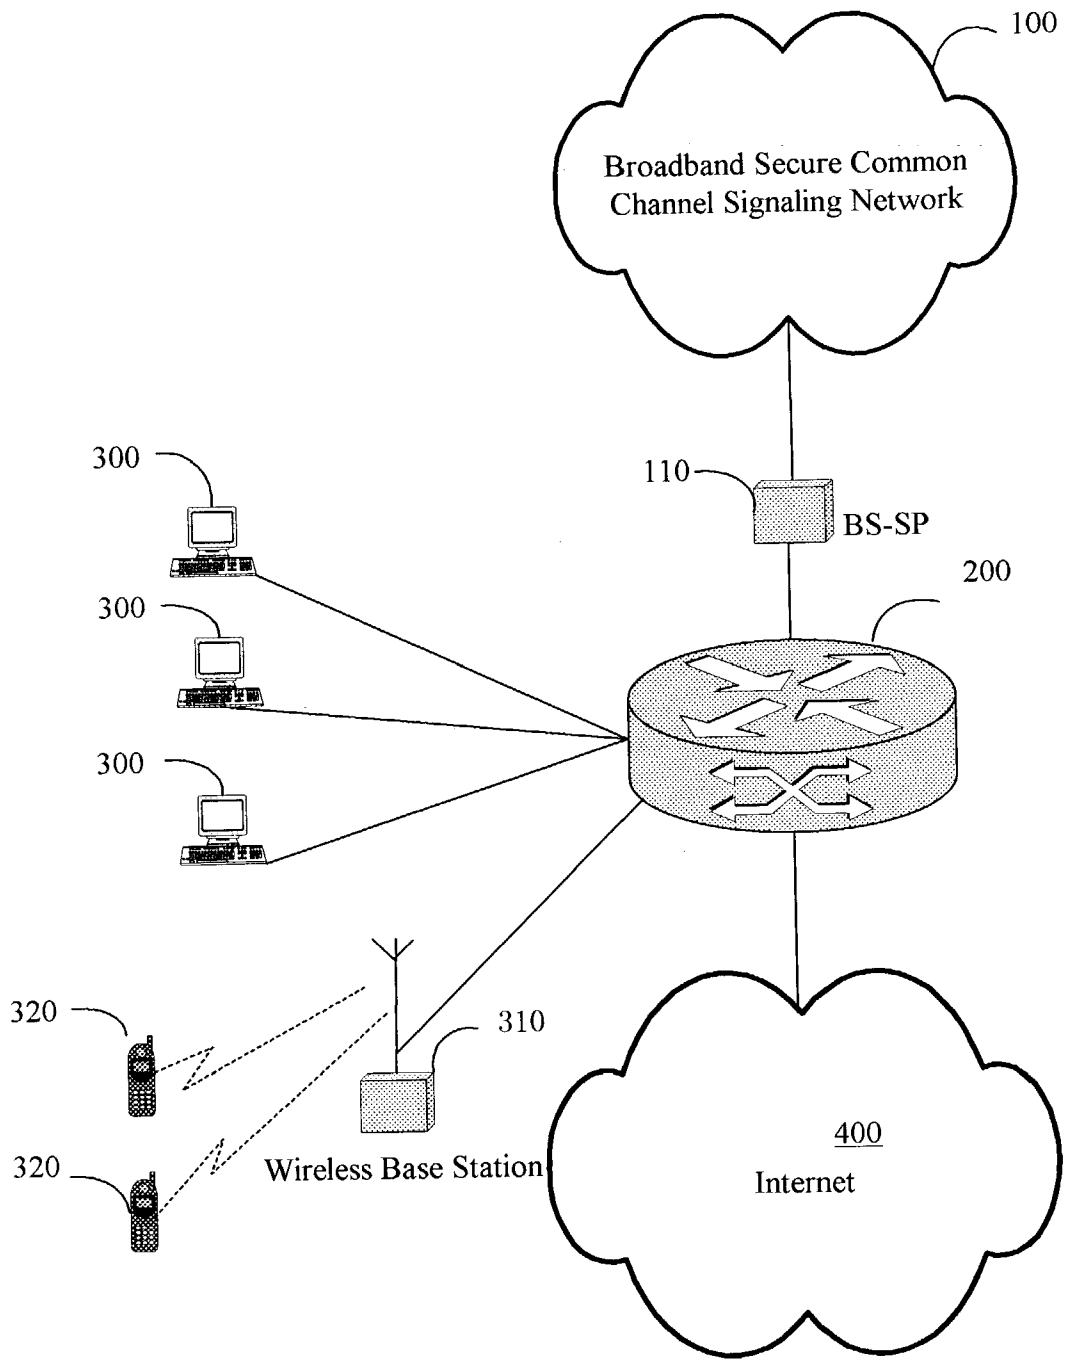 100
Broadband Secure Common
Channel Signaling Network
300
110
BS-SP
200
300
300
320
310
320
Wireless Base Station
400
Internet